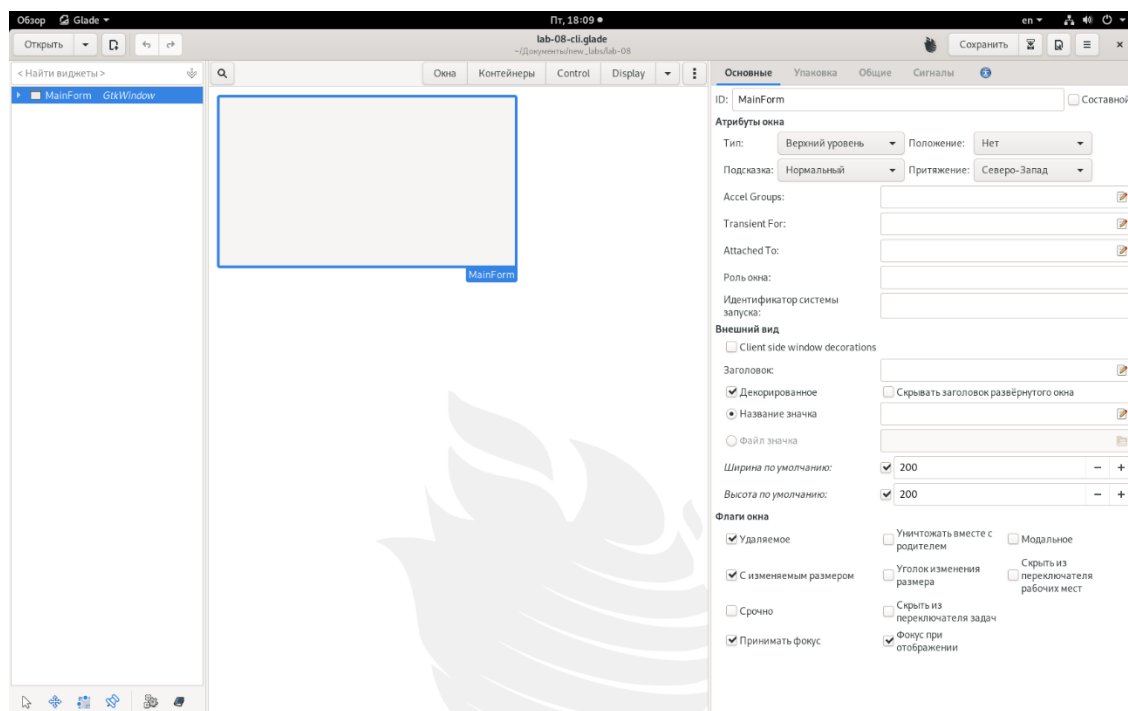 Обзор Glade Пт, 18:09 en
Открыть lab-08-cli.glade Сохранить
~/Документы/new_labs/lab-08
< Найти виджеты > Окна Контейнеры Control Display Основные Упаковка Общие Сигналы
MainForm GtkWindow
MainForm
ID: MainForm Составной
Атрибуты окна
Тип: Верхний уровень Положение: Нет
Подсказка: Нормальный Притяжение: Северо-Запад
Accel Groups:
Transient For:
Attached To:
Роль окна:
Идентификатор системы
запуска:
Внешний вид
Client side window decorations
Заголовок:
Декорированное Скрывать заголовок развёрнутого окна
Название значка
Файл значка
Ширина по умолчанию: 200
Высота по умолчанию: 200
Флаги окна
Удаляемое Уничтожать вместе с
родителем Модальное
С изменяемым размером Уголок изменения
размера Скрыть из
переключателя
рабочих мест
Срочно Скрыть из
переключателя задач
Принимать фокус Фокус при
отображении